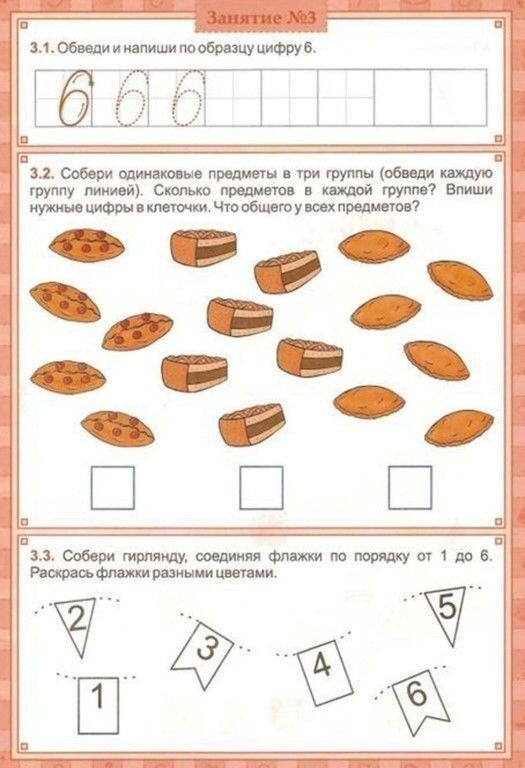 Занятие №3
3.1. Обведи и напиши по образцу цифру 6.
6 6 6
3.2. Собери одинаковые предметы в три группы (обведи каждую
группу линией). Сколько предметов в каждой группе? Впиши
нужные цифры в клеточки. Что общего у всех предметов?
3.3. Собери гирлянду, соединяя флажки по порядку от 1 до 6.
Раскрась флажки разными цветами.
2
5
3
4
1
6